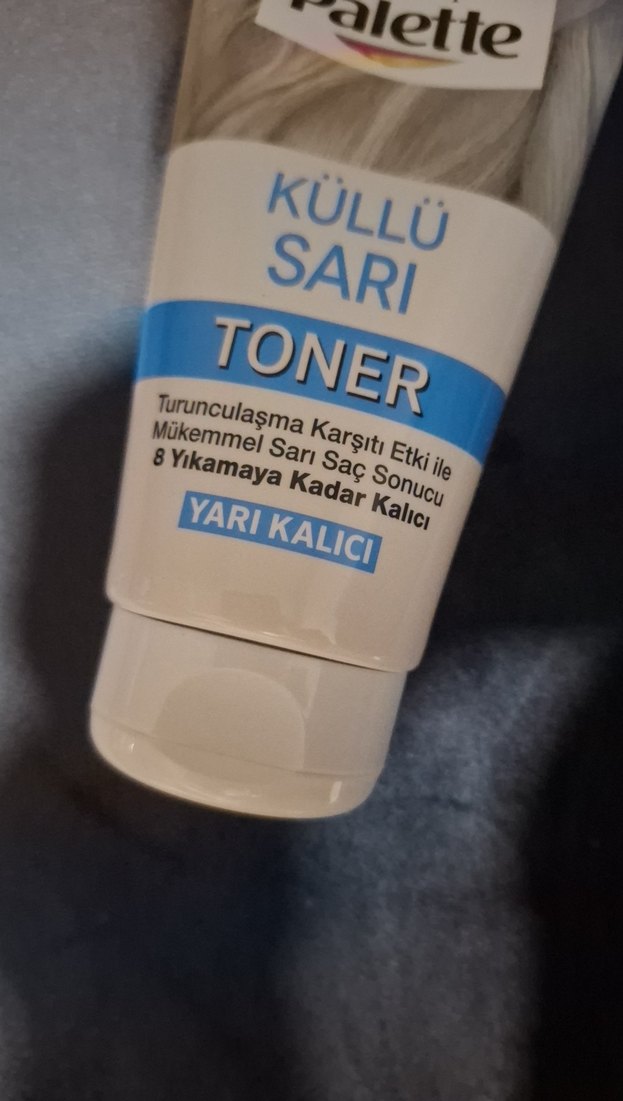 Palette
KÜLLÜ
SARI
TONER
Turunculaşma Karşıtı Etki ile
Mükemmel Sarı Saç Sonucu
8 Yıkamaya Kadar Kalıcı
YARI KALICI